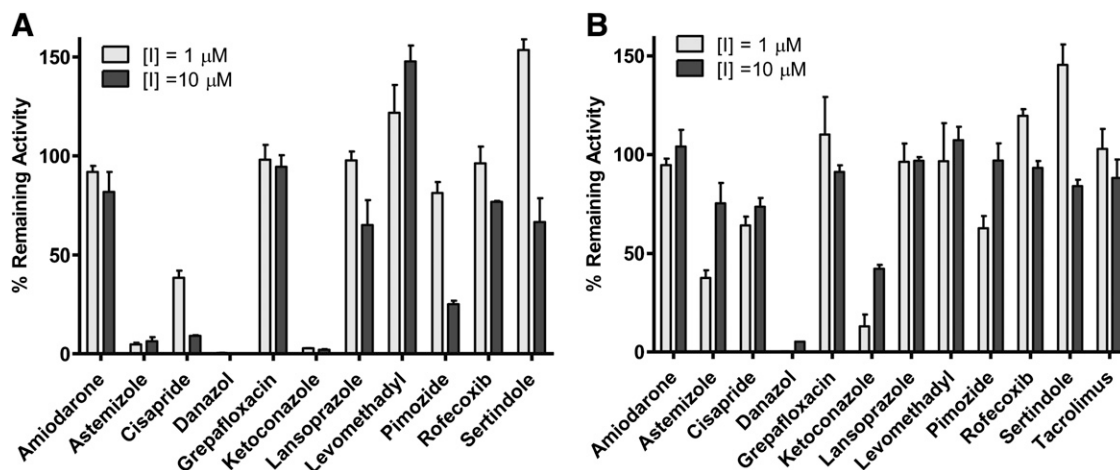 A
[I] = 1 μM
[I] =10 μM
% Remaining Activity
150
100
50
0
Amiodarone
Astemizole
Cisapride
Danazol
Grepafloxacin
Ketoconazole
Lansoprazole
Levomethadyl
Pimozide
Rofecoxib
Sertindole
B
[I] = 1 μM
[I] =10 μM
% Remaining Activity
150
100
50
0
Amiodarone
Astemizole
Cisapride
Danazol
Grepafloxacin
Ketoconazole
Lansoprazole
Levomethadyl
Pimozide
Rofecoxib
Sertindole
Tacrolimus